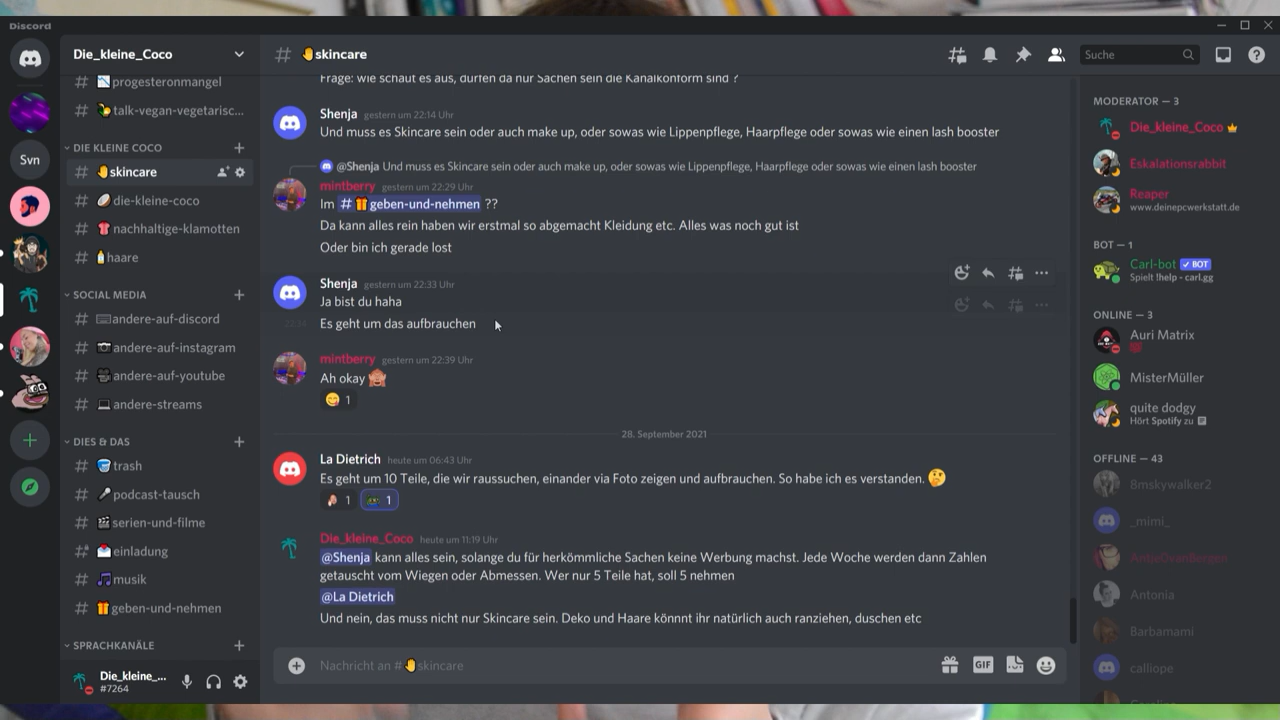 Discord
Die_kleine_Coco
progesteronmangel
talk-vegan-vegetarisc...
DIE KLEINE COCO
skincare
die-kleine-coco
nachhaltige-klamotten
haare
SOCIAL MEDIA
andere-auf-discord
andere-auf-instagram
andere-auf-youtube
andere-streams
DIES & DAS
trash
podcast-tausch
serien-und-filme
einladung
musik
geben-und-nehmen
SPRACHKANÄLE
Die_kleine_...
#7264
Svn
# 🤚skincare
Suche
Frage: wie schaut es aus, dürfen da nur Sachen sein die Kanalkonform sind ?
Shenja gestern um 22:14 Uhr
Und muss es Skincare sein oder auch make up, oder sowas wie Lippenpflege, Haarpflege oder sowas wie einen lash booster
@Shenja Und muss es Skincare sein oder auch make up, oder sowas wie Lippenpflege, Haarpflege oder sowas wie einen lash booster
mintberry gestern um 22:29 Uhr
Im # 🎁geben-und-nehmen ??
Da kann alles rein haben wir erstmal so abgemacht Kleidung etc. Alles was noch gut ist
Oder bin ich gerade lost
Shenja gestern um 22:33 Uhr
Ja bist du haha
Es geht um das aufbrauchen
mintberry gestern um 22:39 Uhr
Ah okay 🙈
😋 1
28. September 2021
La Dietrich heute um 06:43 Uhr
Es geht um 10 Teile, die wir raussuchen, einander via Foto zeigen und aufbrauchen. So habe ich es verstanden. 🤔
1 1
Die_kleine_Coco heute um 11:19 Uhr
@Shenja kann alles sein, solange du für herkömmliche Sachen keine Werbung machst. Jede Woche werden dann Zahlen
getauscht vom Wiegen oder Abmessen. Wer nur 5 Teile hat, soll 5 nehmen
@La Dietrich
Und nein, das muss nicht nur Skincare sein. Deko und Haare könnnt ihr natürlich auch ranziehen, duschen etc
Nachricht an # 🤚skincare
GIF
MODERATOR — 3
Die_kleine_Coco
Eskalationsrabbit
Reaper
www.deinepcwerkstatt.de
BOT — 1
Carl-bot ✓ BOT
Spielt !help - carl.gg
ONLINE — 3
Auri Matrix
MisterMüller
quite dodgy
Hört Spotify zu
OFFLINE — 43
8mskywalker2
_mimi_
Antonia
Barbamami
calliope